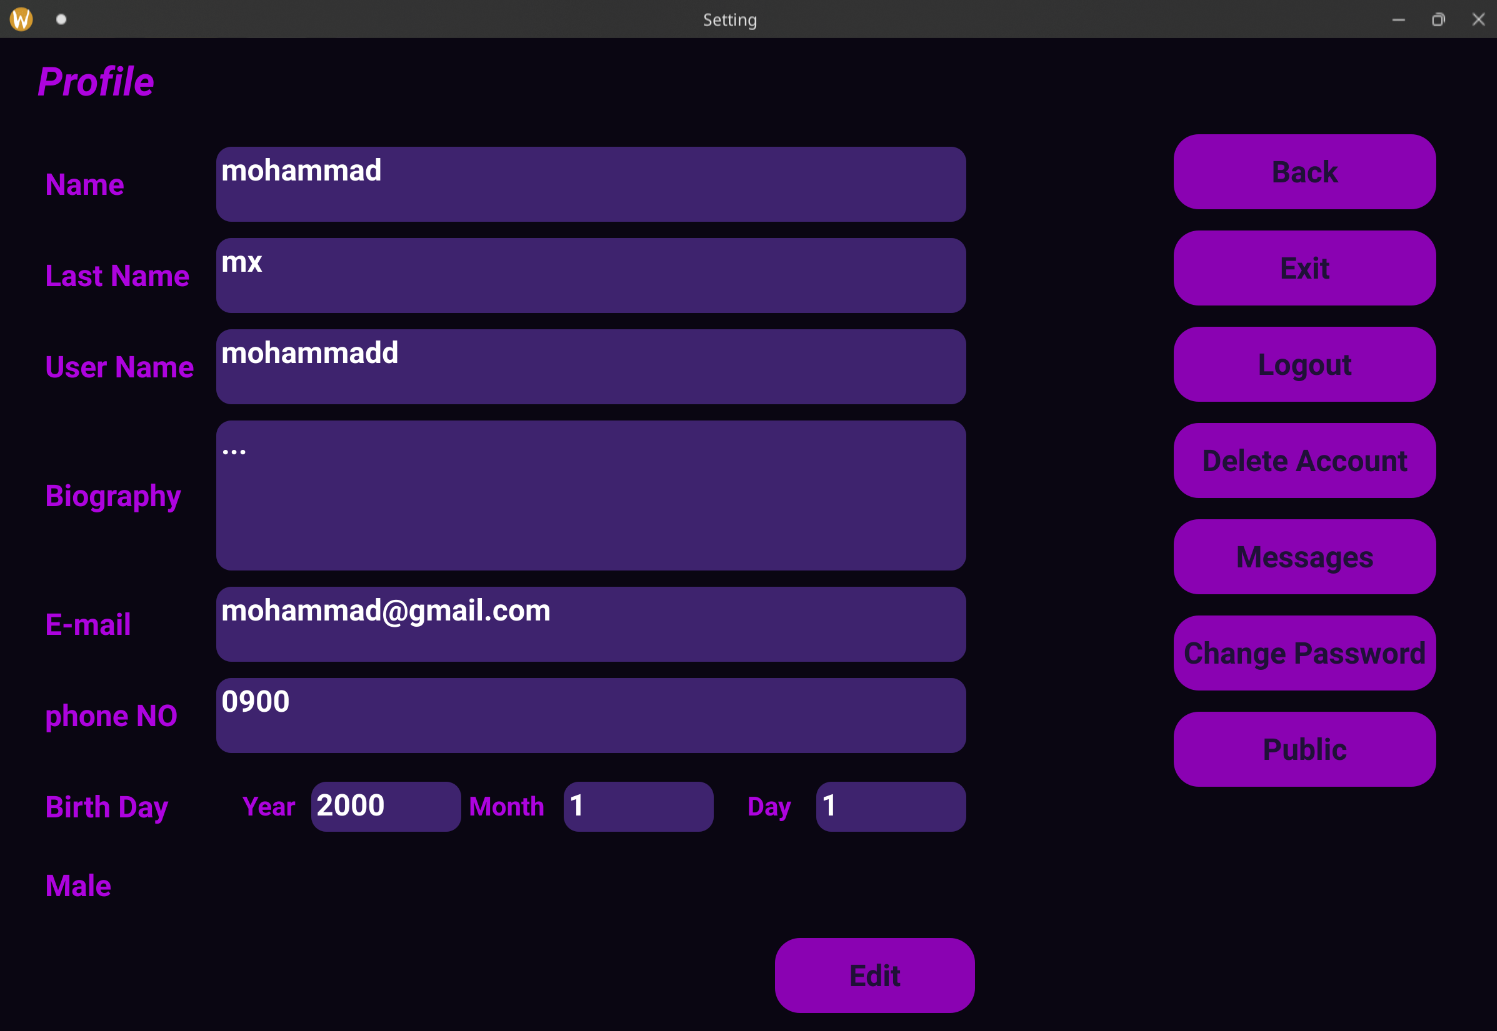 W
Setting
Profile
Name
mohammad
Last Name
mx
User Name
mohammadd
Biography
...
E-mail
mohammad@gmail.com
phone NO
0900
Birth Day Year 2000 Month 1 Day 1
Male
Edit
Back
Exit
Logout
Delete Account
Messages
Change Password
Public